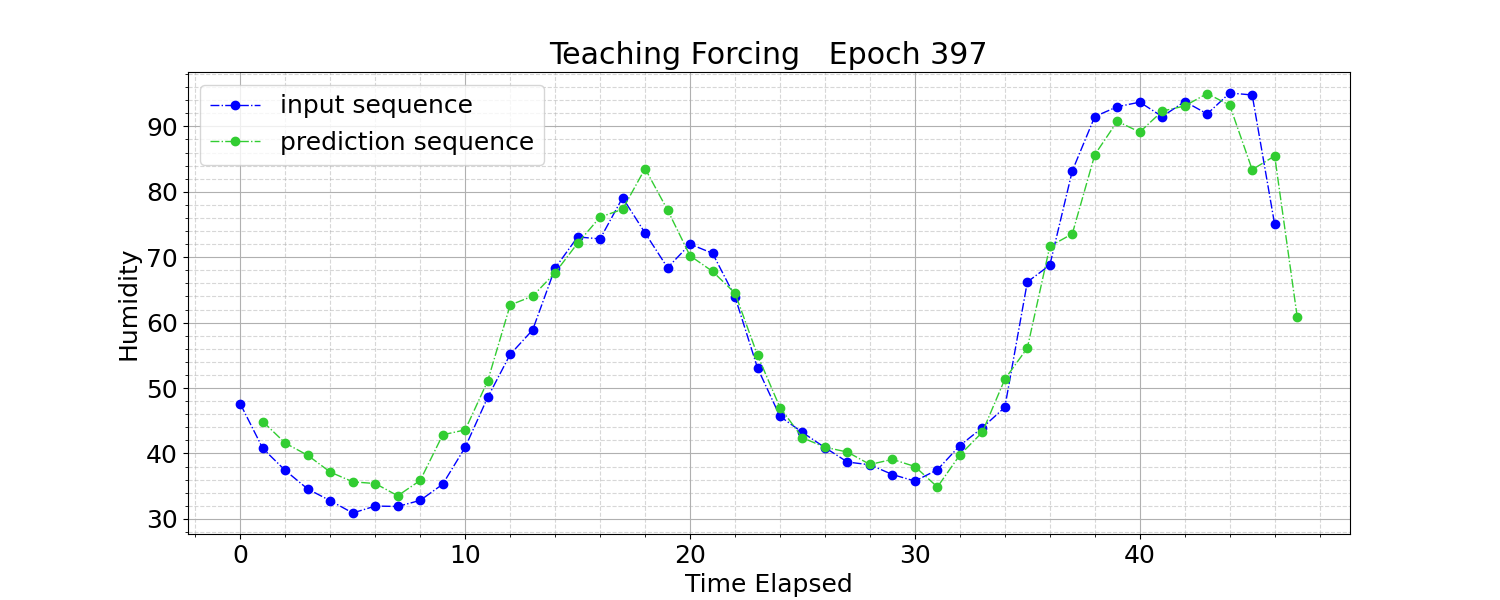 Teaching Forcing   Epoch 397
input sequence
prediction sequence
Humidity
90
80
70
60
50
40
30
0 10 20 30 40
Time Elapsed